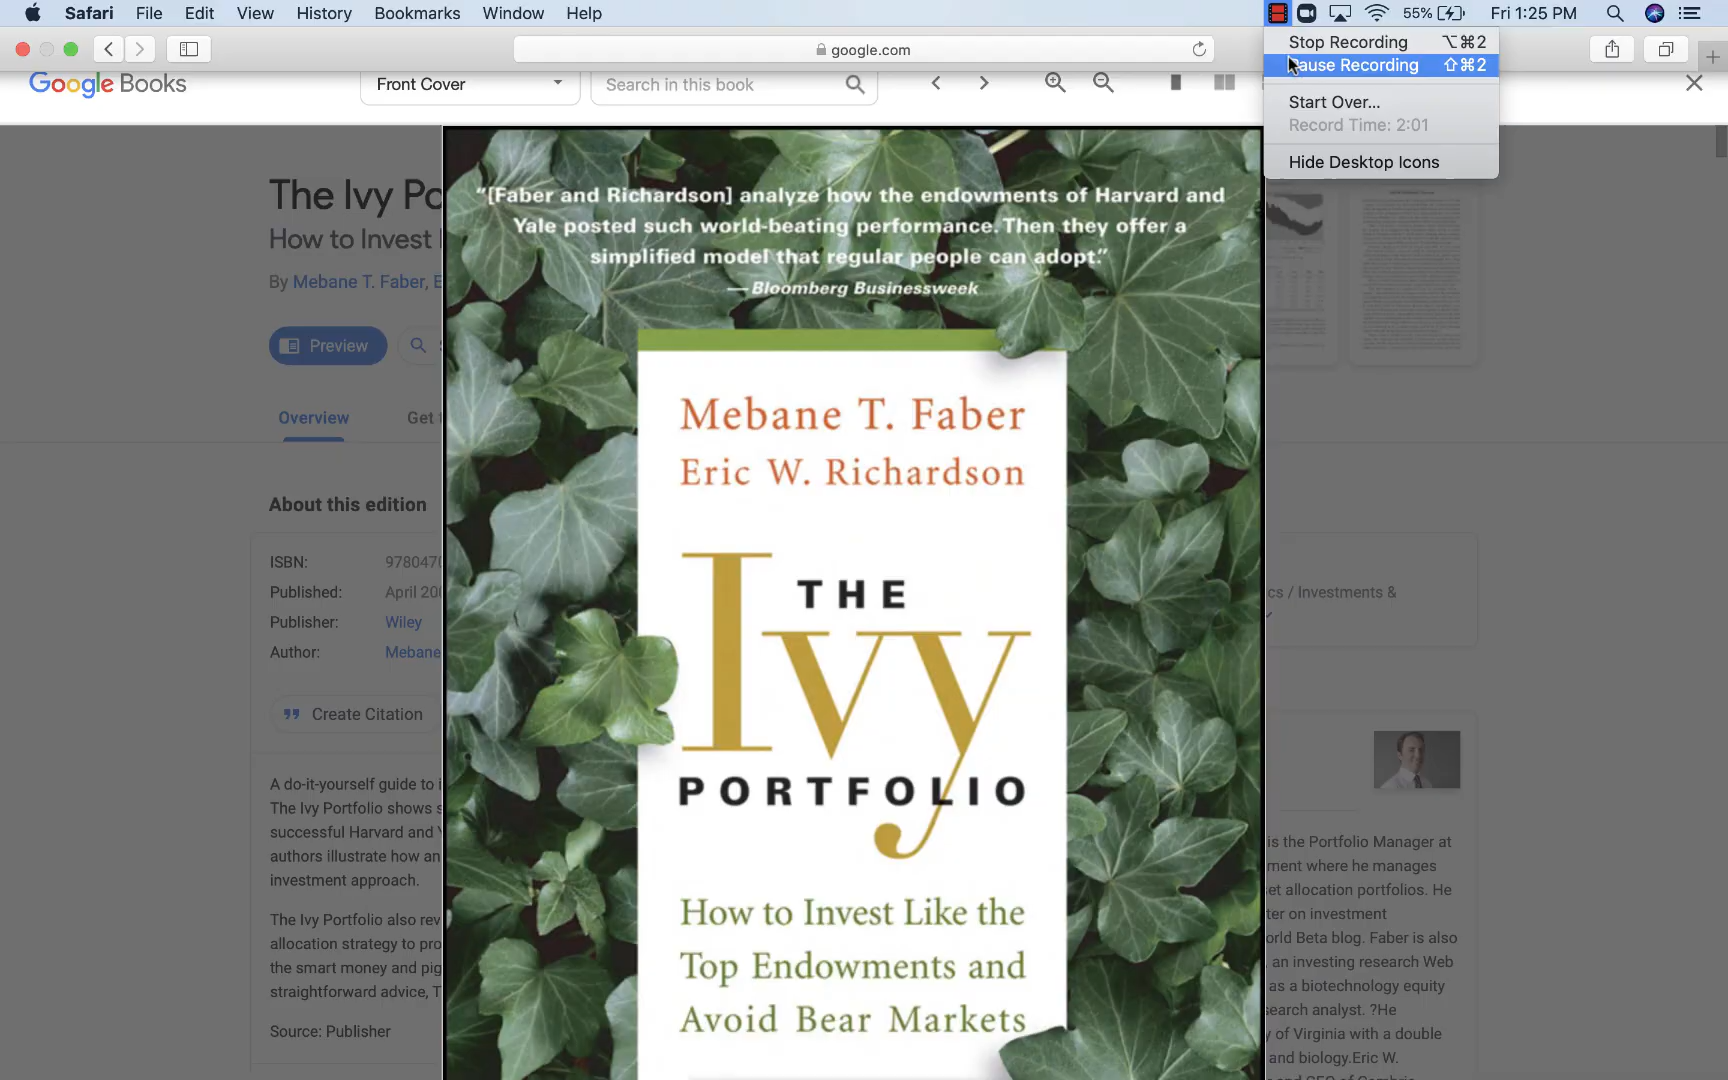 Safari File Edit View History Bookmarks Window Help 55% Fri 1:25 PM
Stop Recording ⌥⌘2
Pause Recording ⇧⌘2
Start Over...
Record Time: 2:01
Hide Desktop Icons
google.com
Google Books
Front Cover
Search in this book
The Ivy Po
How to Invest
By Mebane T. Faber, E
Preview
Overview Get
About this edition
ISBN: 9780470
Published: April 200
Publisher: Wiley
Author: Mebane
Create Citation
A do-it-yourself guide to i
The Ivy Portfolio shows s
successful Harvard and Y
authors illustrate how an
investment approach.
The Ivy Portfolio also rev
allocation strategy to pro
the smart money and pig
straightforward advice, T
Source: Publisher
"[Faber and Richardson] analyze how the endowments of Harvard and
Yale posted such world-beating performance. Then they offer a
simplified model that regular people can adopt."
—Bloomberg Businessweek
Mebane T. Faber
Eric W. Richardson
THE
Ivy
PORTFOLIO
How to Invest Like the
Top Endowments and
Avoid Bear Markets
cs / Investments &
is the Portfolio Manager at
ment where he manages
et allocation portfolios. He
ter on investment
orld Beta blog. Faber is also
an investing research Web
as a biotechnology equity
search analyst. ?He
y of Virginia with a double
and biology.Eric W.